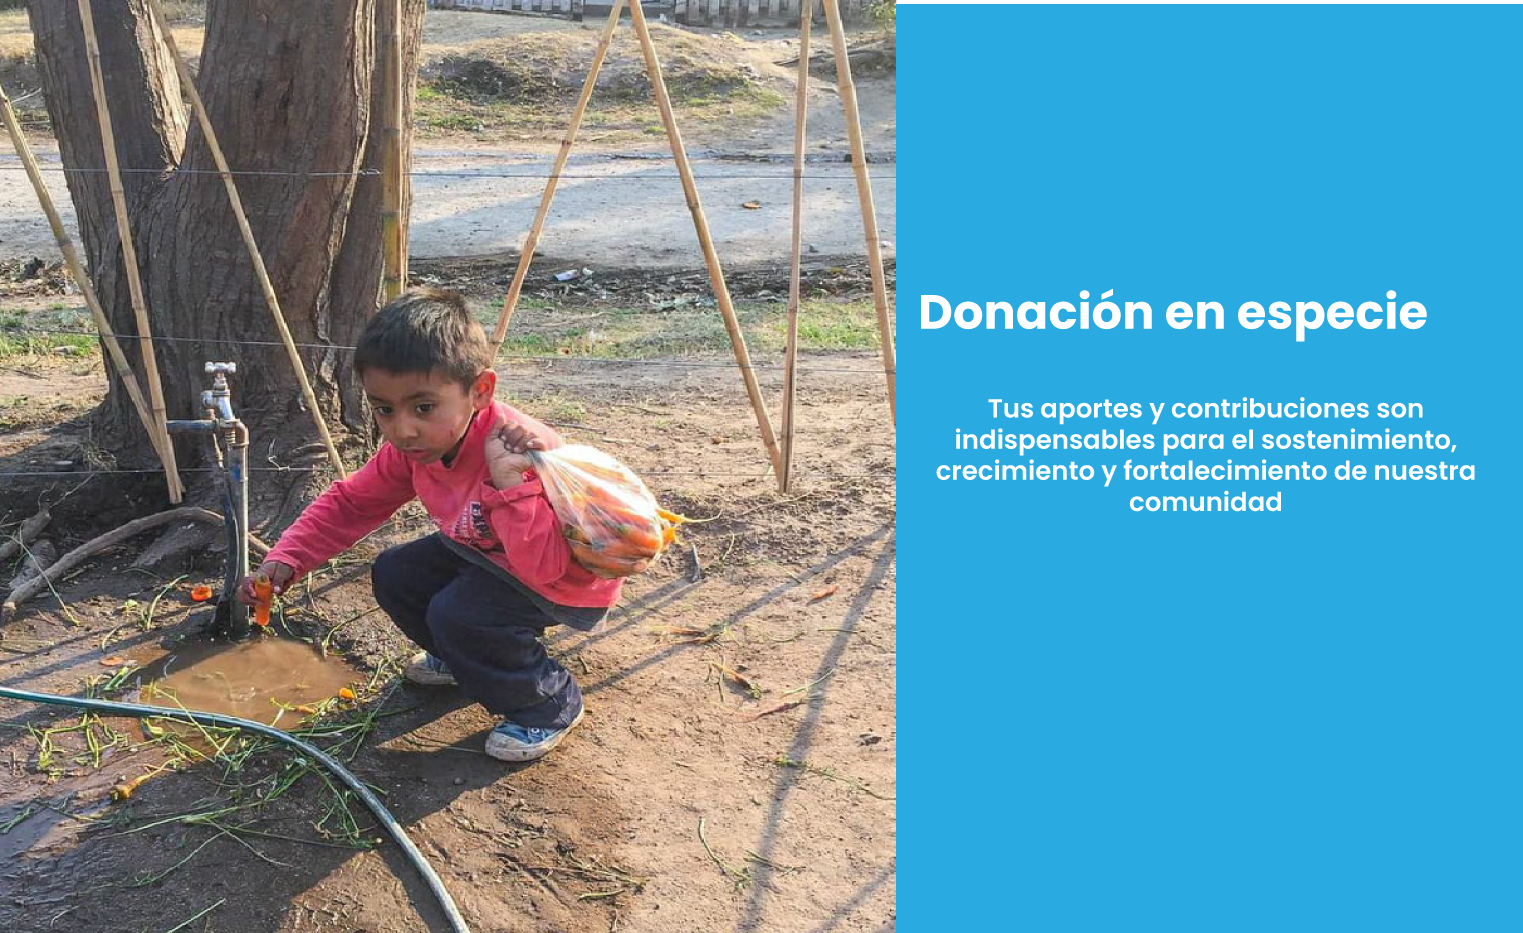 Donación en especie
Tus aportes y contribuciones son
indispensables para el sostenimiento,
crecimiento y fortalecimiento de nuestra
comunidad